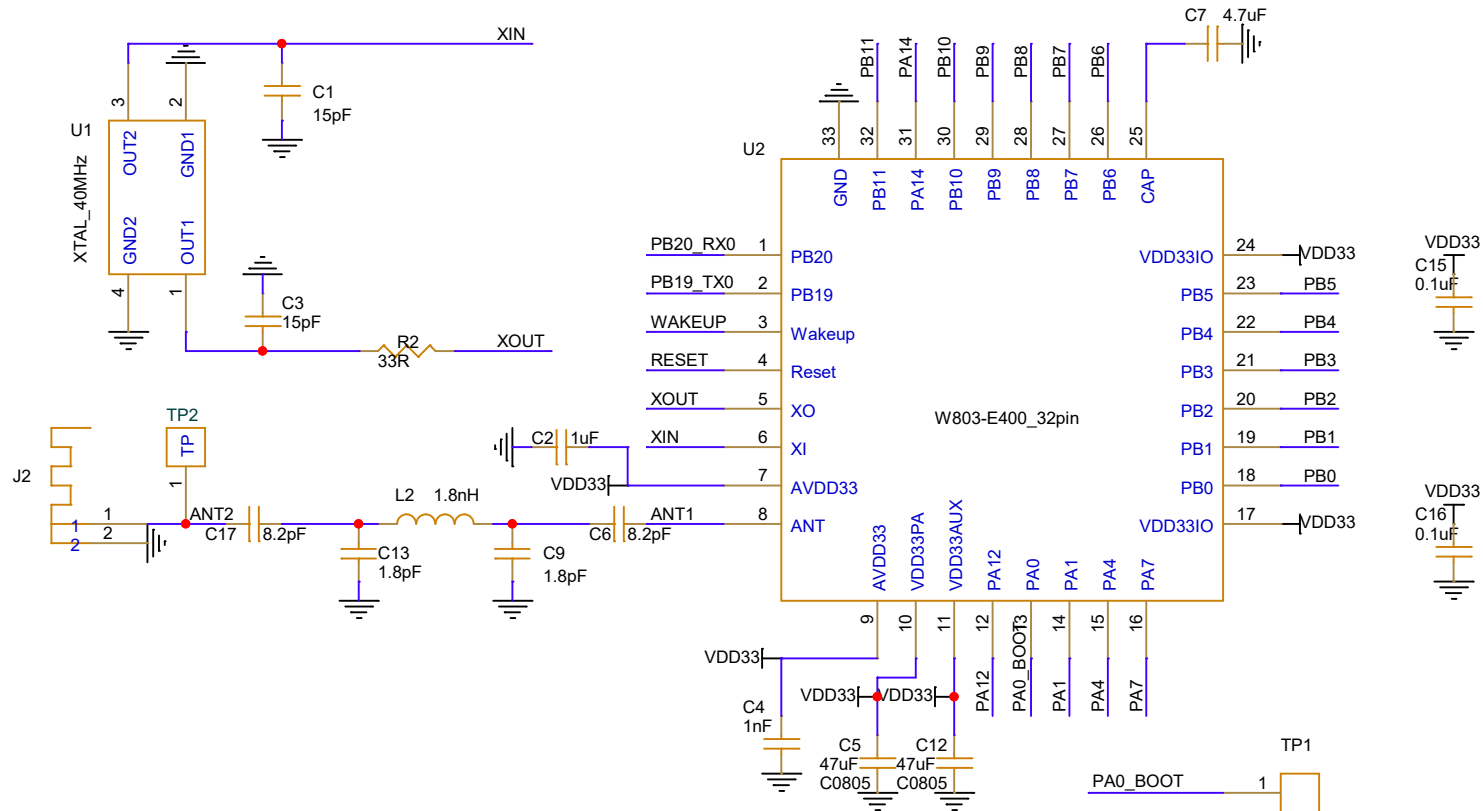 XIN
C7 4.7uF
C1
15pF
3
2
U1
OUT2
GND1
XTAL_40MHz
GND2
OUT1
4
1
C3
15pF
R2
33R
XOUT
PB11
PA14
PB10
PB9
PB8
PB7
PB6
33
32
31
30
29
28
27
26
25
U2
GND
PB11
PA14
PB10
PB9
PB8
PB7
PB6
CAP
PB20_RX0 1 PB20
PB19_TX0 2 PB19
WAKEUP 3 Wakeup
RESET 4 Reset
XOUT 5 XO
XIN 6 XI
7 AVDD33
ANT1 8 ANT
W803-E400_32pin
VDD33IO 24 VDD33
PB5 23 PB5
PB4 22 PB4
PB3 21 PB3
PB2 20 PB2
PB1 19 PB1
PB0 18 PB0
VDD33IO 17 VDD33
VDD33
C15
0.1uF
VDD33
C16
0.1uF
TP2
TP
1
J2
1 1
2 2
ANT2
C17 8.2pF
L2 1.8nH
C2 1uF
VDD33
C6 8.2pF
C13
1.8pF
C9
1.8pF
AVDD33
VDD33PA
VDD33AUX
PA12
PA0
PA1
PA4
PA7
9
10
11
12
13
14
15
16
VDD33
VDD33
VDD33
PA12
PA0_BOOT
PA1
PA4
PA7
C4
1nF
C5
47uF
C0805
C12
47uF
C0805
TP1
PA0_BOOT 1